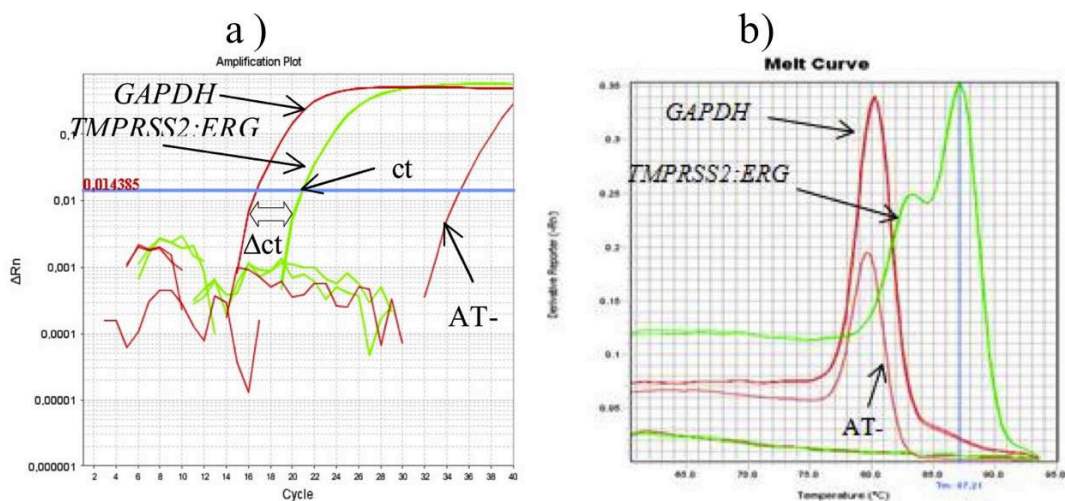 a )
Amplification Plot
GAPDH
TMPRSS2:ERG
ct
0,1
0,014385
0,01
Δct
0,001
AT-
0,0001
0,00001
0,000001
ΔRn
2 4 6 8 10 12 14 16 18 20 22 24 26 28 30 32 34 36 38 40
Cycle
b)
Melt Curve
0.35
GAPDH
0.3
0.25
TMPRSS2:ERG
0.2
0.15
0.1
AT-
0.05
Derivative Reporter (-Rn)
65.0 70.0 75.0 80.0 85.0 90.0 95.0
Tm: 87.21
Temperature (°C)